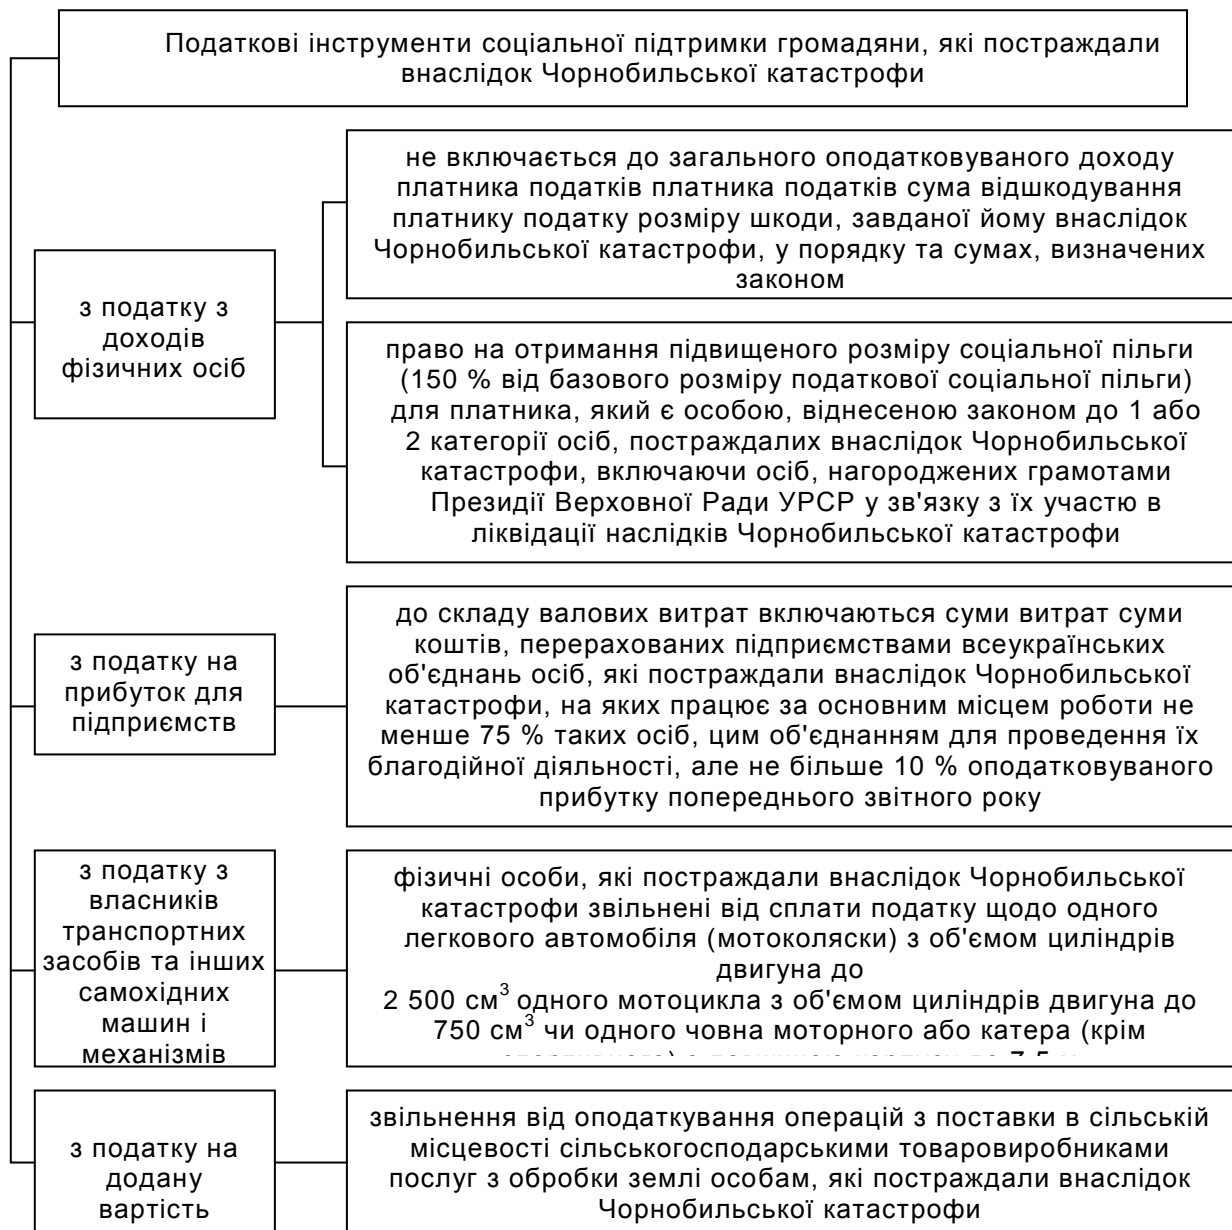 Податкові інструменти соціальної підтримки громадяни, які постраждали
внаслідок Чорнобильської катастрофи
з податку з
доходів
фізичних осіб
не включається до загального оподатковуваного доходу
платника податків платника податків сума відшкодування
платнику податку розміру шкоди, завданої йому внаслідок
Чорнобильської катастрофи, у порядку та сумах, визначених
законом
право на отримання підвищеного розміру соціальної пільги
(150 % від базового розміру податкової соціальної пільги)
для платника, який є особою, віднесеною законом до 1 або
2 категорії осіб, постраждалих внаслідок Чорнобильської
катастрофи, включаючи осіб, нагороджених грамотами
Президії Верховної Ради УРСР у зв'язку з їх участю в
ліквідації наслідків Чорнобильської катастрофи
з податку на
прибуток для
підприємств
до складу валових витрат включаються суми витрат суми
коштів, перерахованих підприємствами всеукраїнських
об'єднань осіб, які постраждали внаслідок Чорнобильської
катастрофи, на яких працює за основним місцем роботи не
менше 75 % таких осіб, цим об'єднанням для проведення їх
благодійної діяльності, але не більше 10 % оподатковуваного
прибутку попереднього звітного року
з податку з
власників
транспортних
засобів та інших
самохідних
машин і
механізмів
фізичні особи, які постраждали внаслідок Чорнобильської
катастрофи звільнені від сплати податку щодо одного
легкового автомобіля (мотоколяски) з об'ємом циліндрів
двигуна до
2 500 см³ одного мотоцикла з об'ємом циліндрів двигуна до
750 см³ чи одного човна моторного або катера (крім
з податку на
додану
вартість
звільнення від оподаткування операцій з поставки в сільській
місцевості сільськогосподарськими товаровиробниками
послуг з обробки землі особам, які постраждали внаслідок
Чорнобильської катастрофи